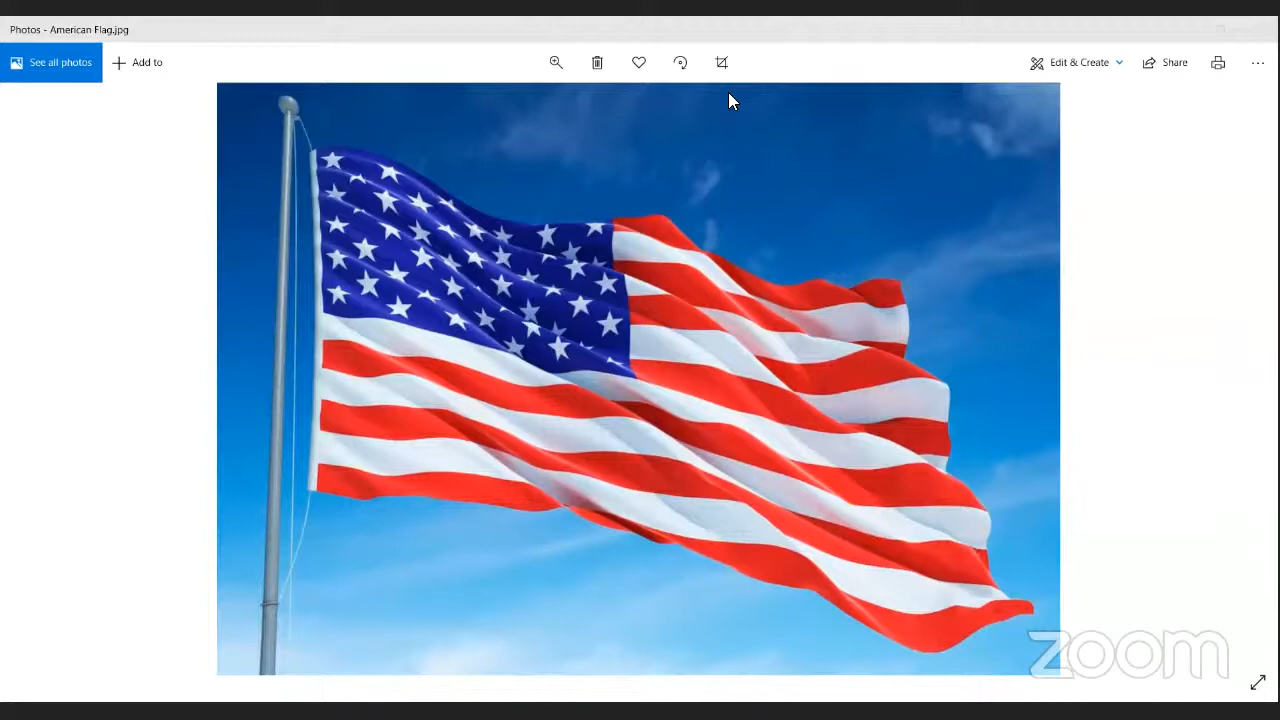 Photos - American Flag.jpg
See all photos
Add to
Edit & Create
Share
zoom